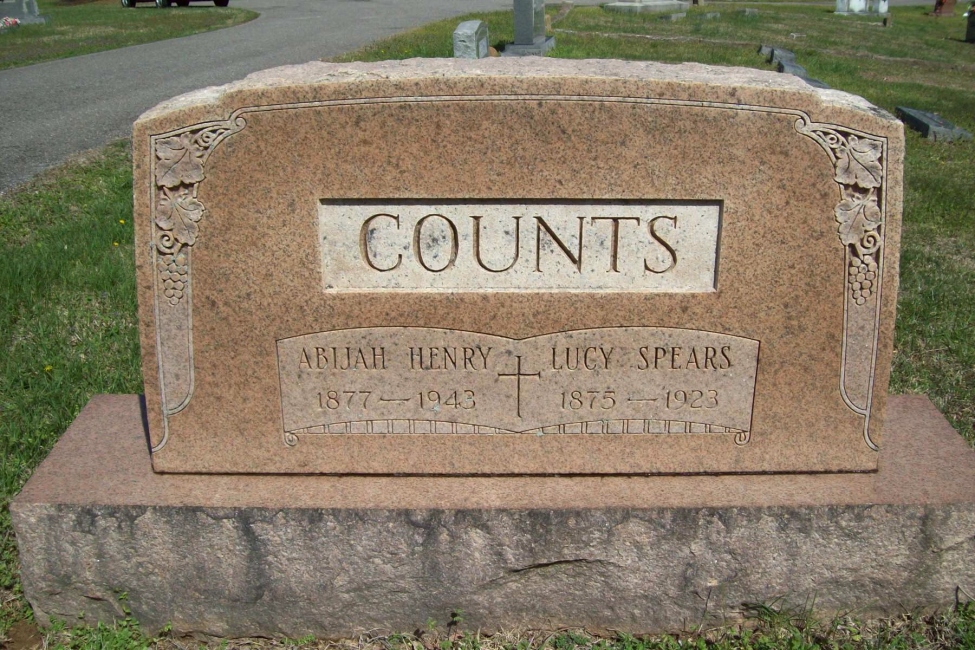 COUNTS
ABIJAH HENRY
1877 — 1943
LUCY SPEARS
1875 — 1923